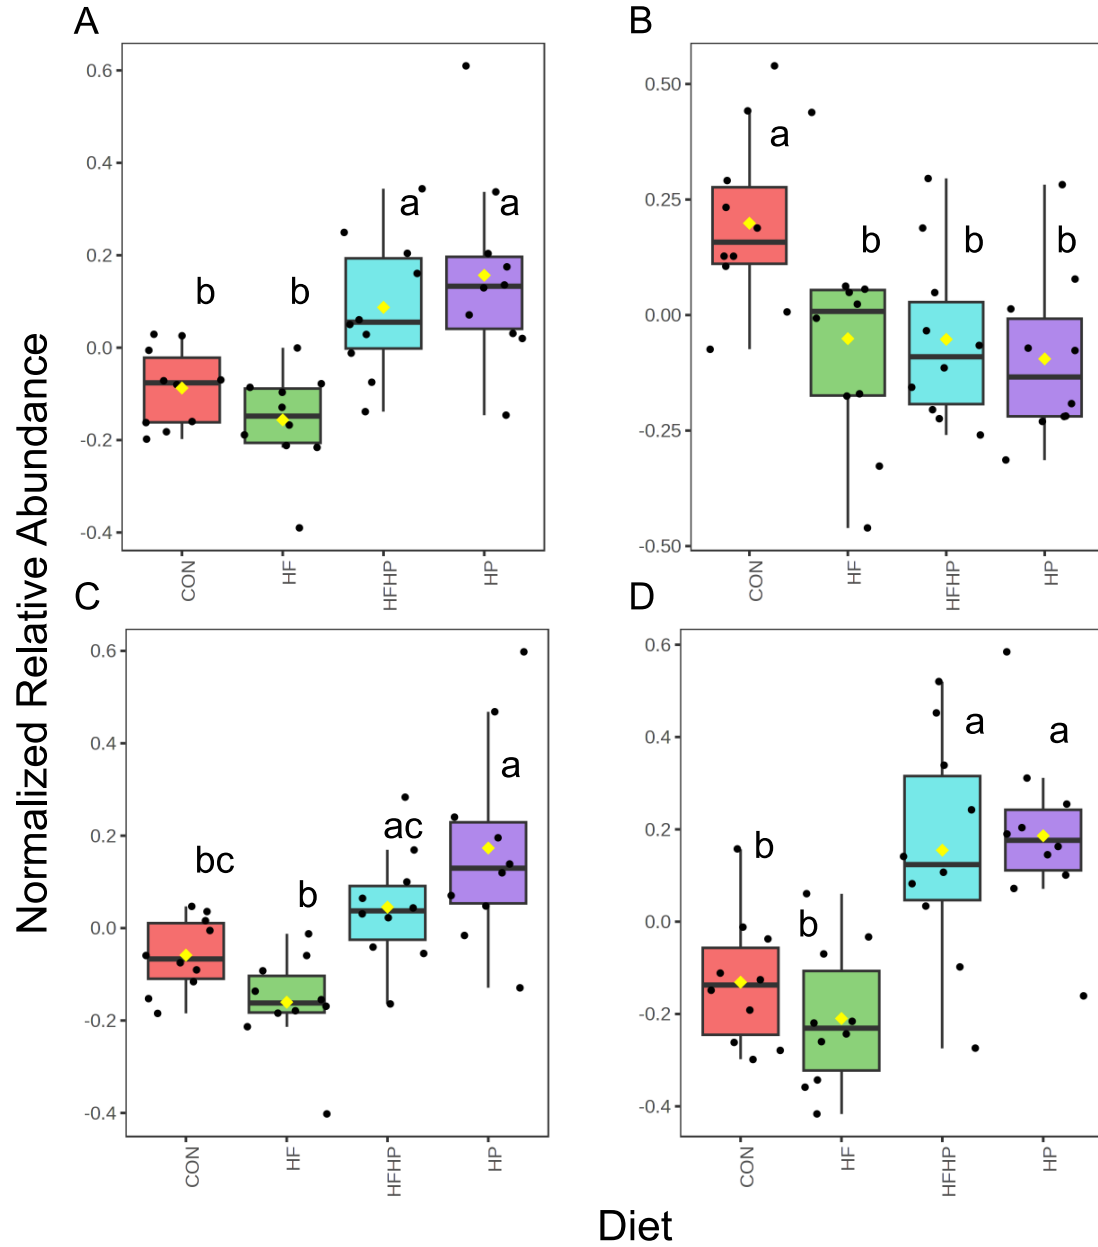 A
0.6
0.4
0.2
0.0
-0.2
-0.4
b
b
a
a
CON
HF
HFHP
HP
B
0.50
0.25
0.00
-0.25
-0.50
a
b
b
b
CON
HF
HFHP
HP
C
0.6
0.4
0.2
0.0
-0.2
-0.4
bc
b
ac
a
CON
HF
HFHP
HP
D
0.6
0.4
0.2
0.0
-0.2
-0.4
b
b
a
a
CON
HF
HFHP
HP
Normalized Relative Abundance
Diet